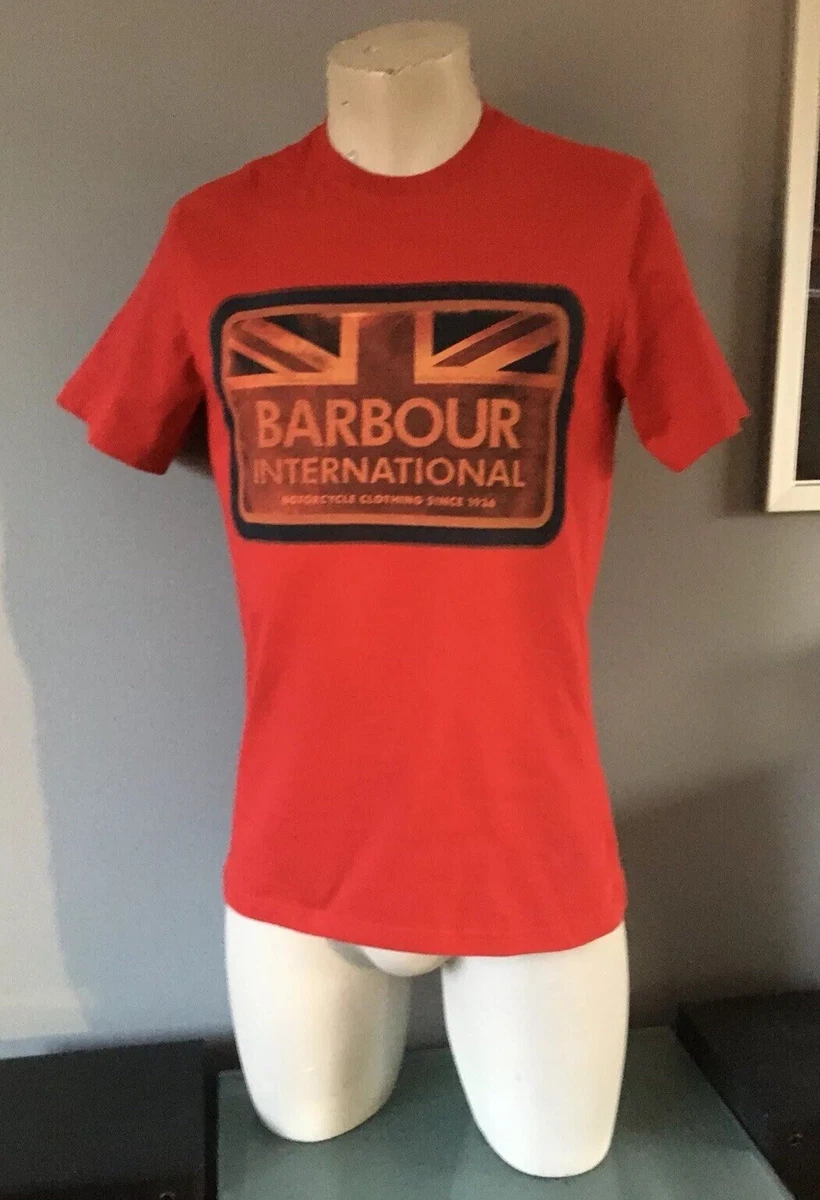 BARBOUR
INTERNATIONAL
MOTORCYCLE CLOTHING SINCE 1936